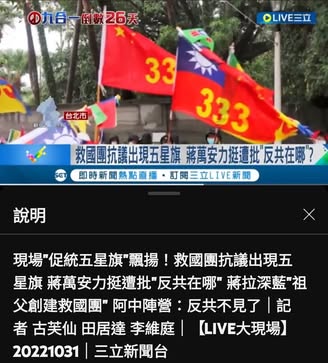 九合一倒數26天
LIVE三立
333
333
台北市
救國團抗議出現五星旗 蔣萬安力挺遭批"反共在哪"?
SET
即時新聞熱點直播・訂閱三立LIVE新聞
說明
現場"促統五星旗"飄揚！救國團抗議出現五
星旗 蔣萬安力挺遭批"反共在哪" 蔣拉深藍"祖
父創建救國團" 阿中陣營：反共不見了｜記
者 古芙仙 田居達 李維庭｜【LIVE大現場】
20221031｜三立新聞台